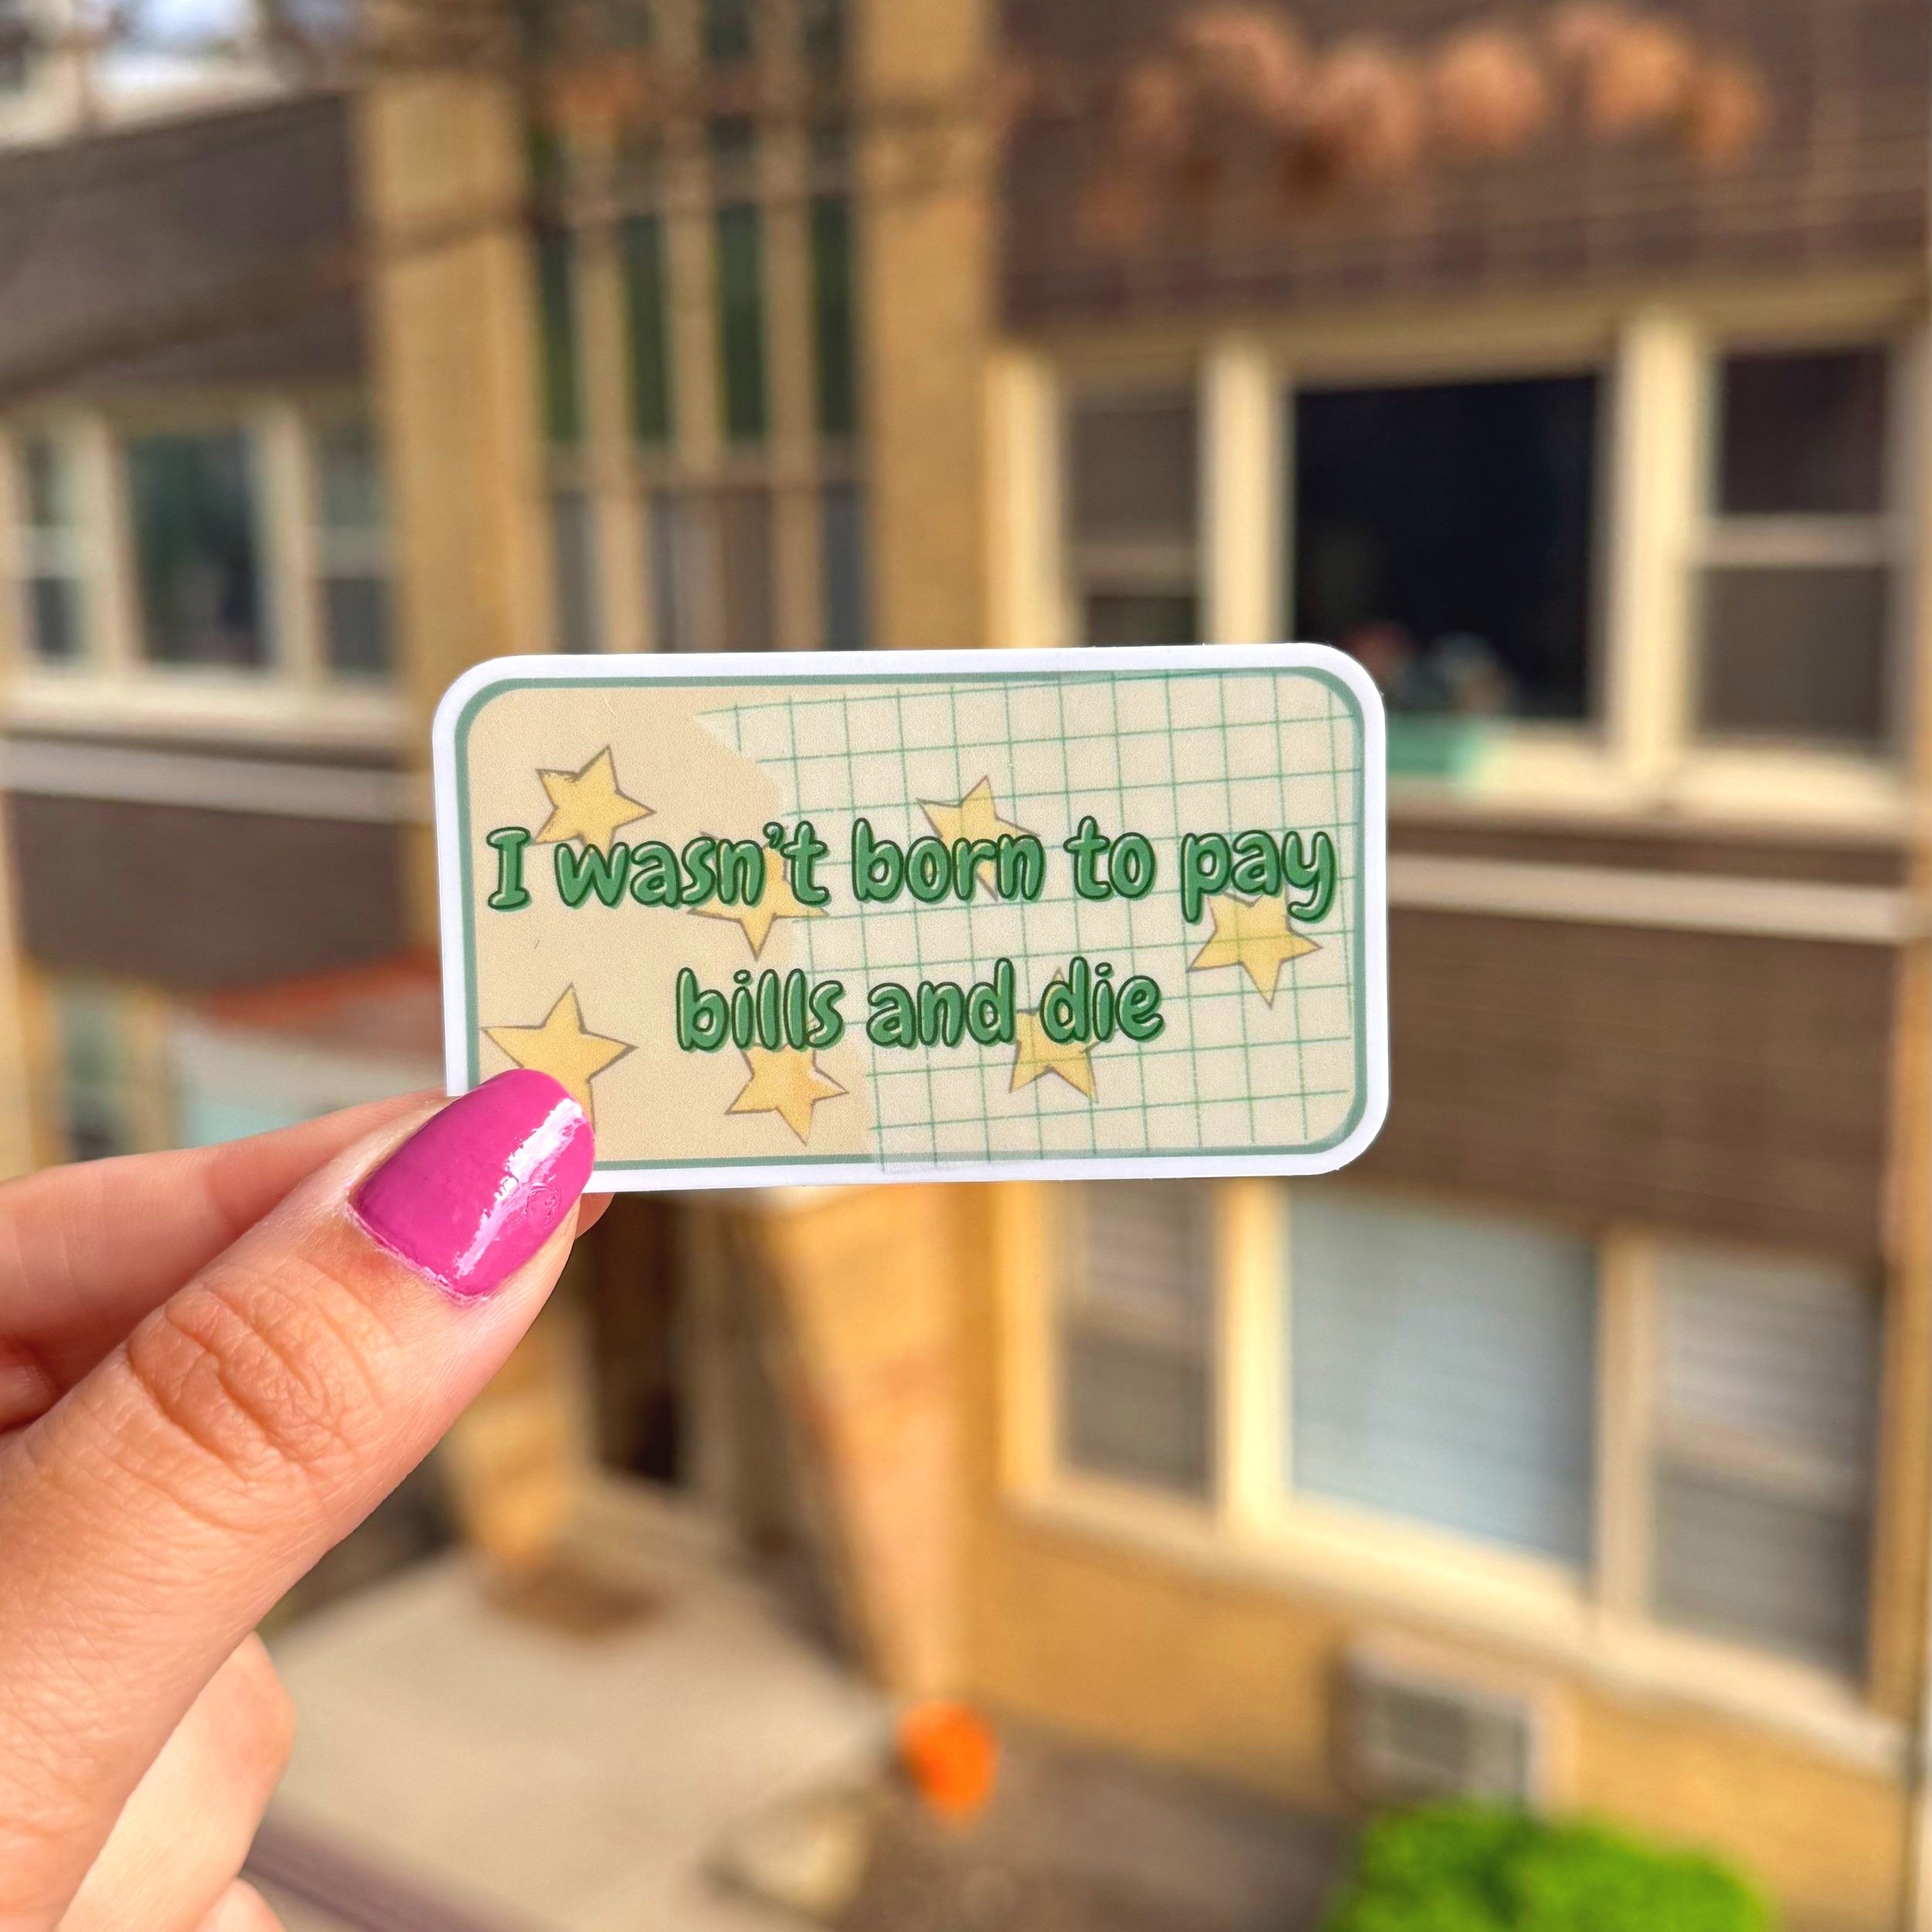 I wasn't born to pay
bills and die